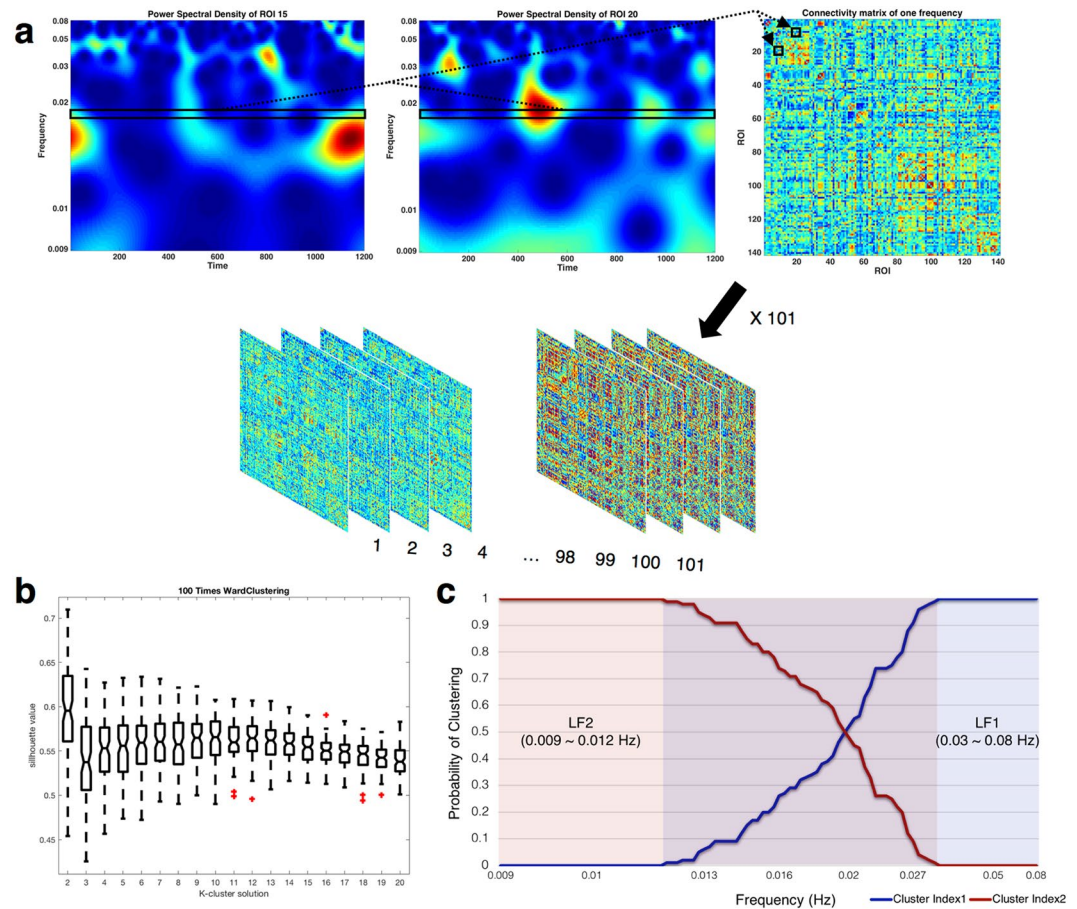 a
Power Spectral Density of ROI 15
Power Spectral Density of ROI 20
Connectivity matrix of one frequency
Frequency
0.08
0.05
0.03
0.02
0.01
0.009
0 200 400 600 800 1000 1200
Time
Frequency
0.08
0.05
0.03
0.02
0.01
0.009
0 200 400 600 800 1000 1200
Time
ROI
20
40
60
80
100
120
140
20 40 60 80 100 120 140
ROI
X 101
1 2 3 4 ... 98 99 100 101
b
100 Times WardClustering
sillhouette value
0.7
0.65
0.6
0.55
0.5
0.45
2 3 4 5 6 7 8 9 10 11 12 13 14 15 16 17 18 19 20
K-cluster solution
c
Probability of Clustering
1
0.9
0.8
0.7
0.6
0.5
0.4
0.3
0.2
0.1
0
LF2
(0.009 ~ 0.012 Hz)
LF1
(0.03 ~ 0.08 Hz)
0.009 0.01 0.013 0.016 0.02 0.027 0.05 0.08
Frequency (Hz)
Cluster Index1 Cluster Index2